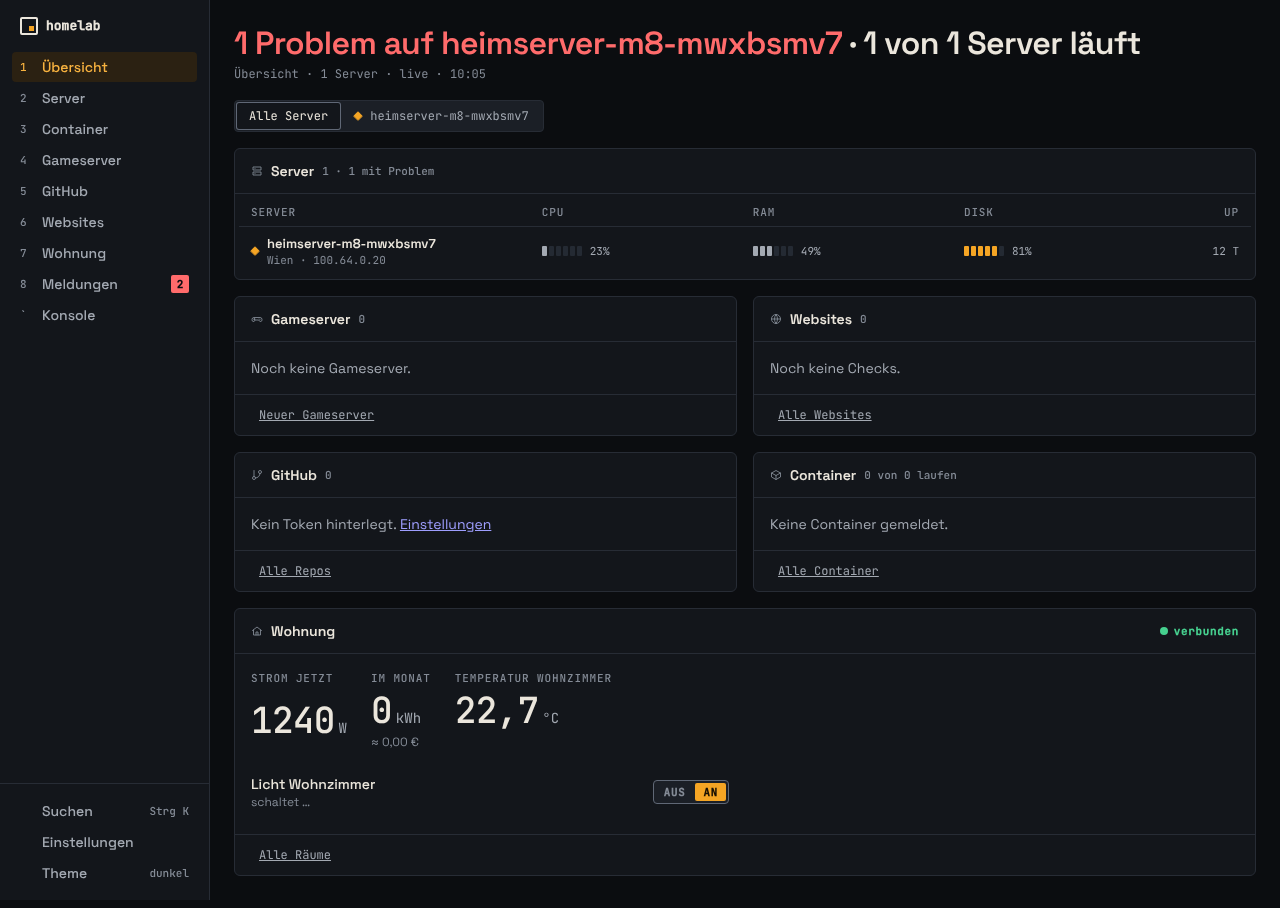 homelab
1 Übersicht
2 Server
3 Container
4 Gameserver
5 GitHub
6 Websites
7 Wohnung
8 Meldungen 2
` Konsole
Suchen Strg K
Einstellungen
Theme dunkel
1 Problem auf heimserver-m8-mwxbsmv7 · 1 von 1 Server läuft
Übersicht · 1 Server · live · 10:05
Alle Server heimserver-m8-mwxbsmv7
Server 1 · 1 mit Problem
SERVER CPU RAM DISK UP
heimserver-m8-mwxbsmv7 23% 49% 81% 12 T
Wien · 100.64.0.20
Gameserver 0
Noch keine Gameserver.
Neuer Gameserver
Websites 0
Noch keine Checks.
Alle Websites
GitHub 0
Kein Token hinterlegt. Einstellungen
Alle Repos
Container 0 von 0 laufen
Keine Container gemeldet.
Alle Container
Wohnung verbunden
STROM JETZT IM MONAT TEMPERATUR WOHNZIMMER
1240 W 0 kWh 22,7 °C
≈ 0,00 €
Licht Wohnzimmer AUS AN
schaltet …
Alle Räume